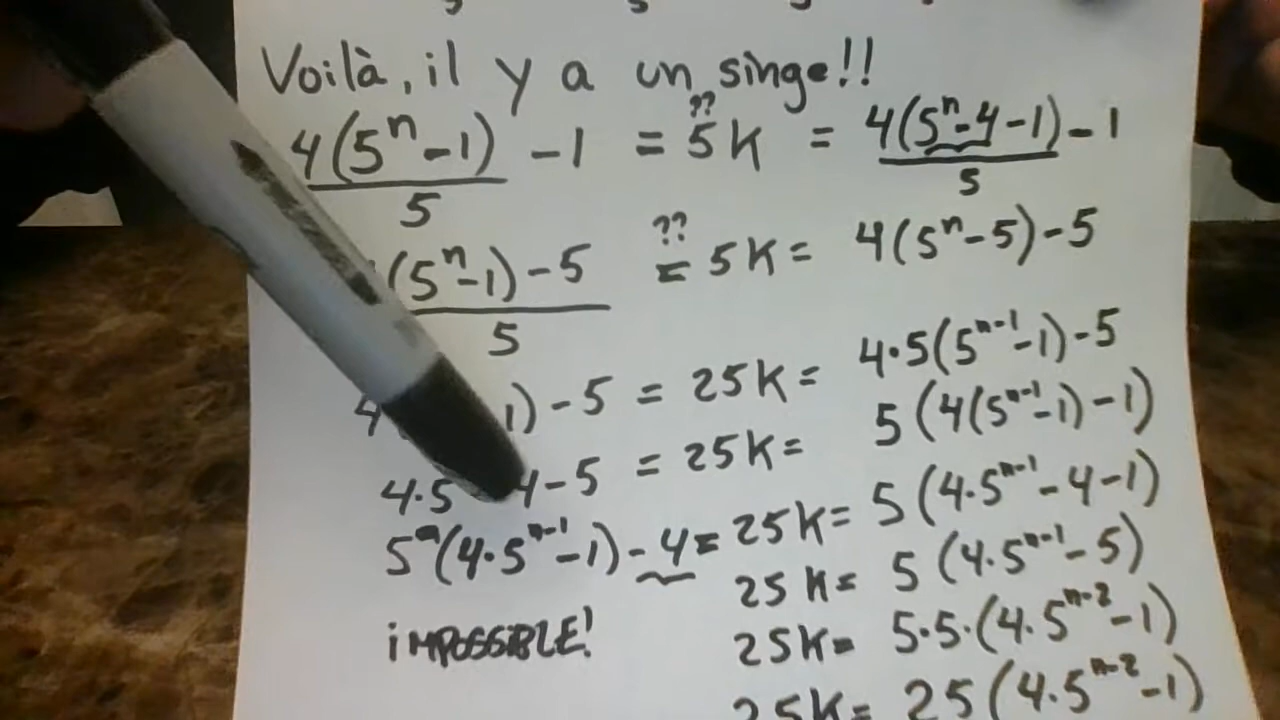 Voilà, il y a un singe!!
4(5ⁿ-1)/5 - 1 =?? 5K = 4(5ⁿ-4-1)/5 - 1
(5ⁿ-1)-5/5 =?? 5K = 4(5ⁿ-5)-5
4 1)-5 = 25K = 4·5(5ⁿ⁻¹-1)-5
5(4(5ⁿ⁻¹-1)-1)
4·5 4-5 = 25K = 5(4·5ⁿ⁻¹-4-1)
5(4·5ⁿ⁻¹-1)-4 = 25K = 5(4·5ⁿ⁻¹-5)
25K = 5·5·(4·5ⁿ⁻²-1)
iMPOSSIBLE!
25K = 25(4·5ⁿ⁻²-1)